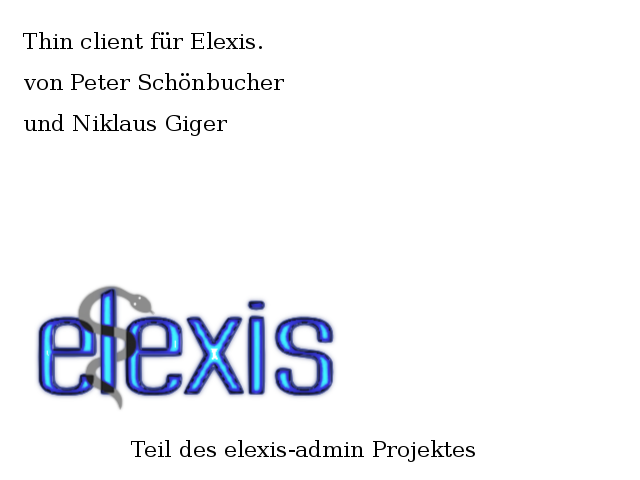 Thin client für Elexis.
von Peter Schönbucher
und Niklaus Giger
elexis
Teil des elexis-admin Projektes